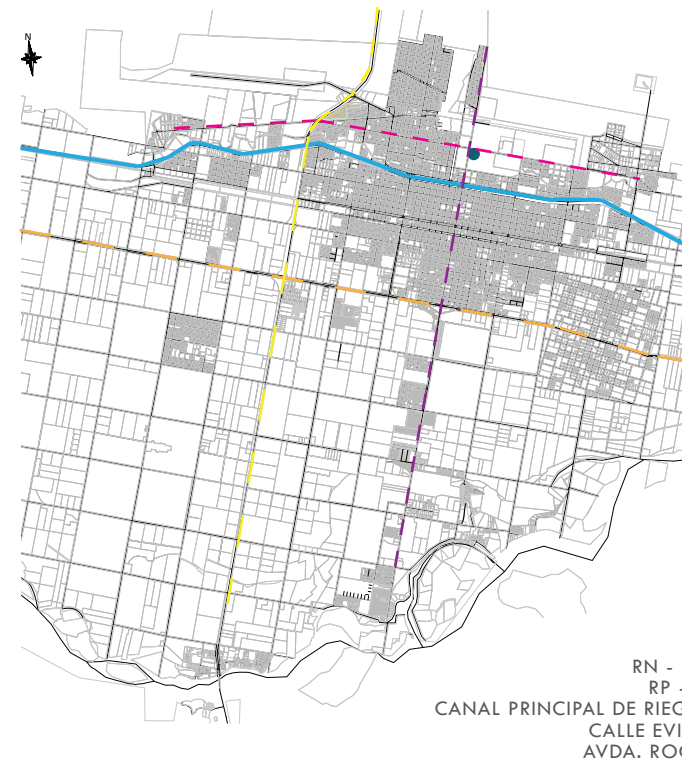 N
RN -
RP -
CANAL PRINCIPAL DE RIEG
CALLE EVI
AVDA. ROC